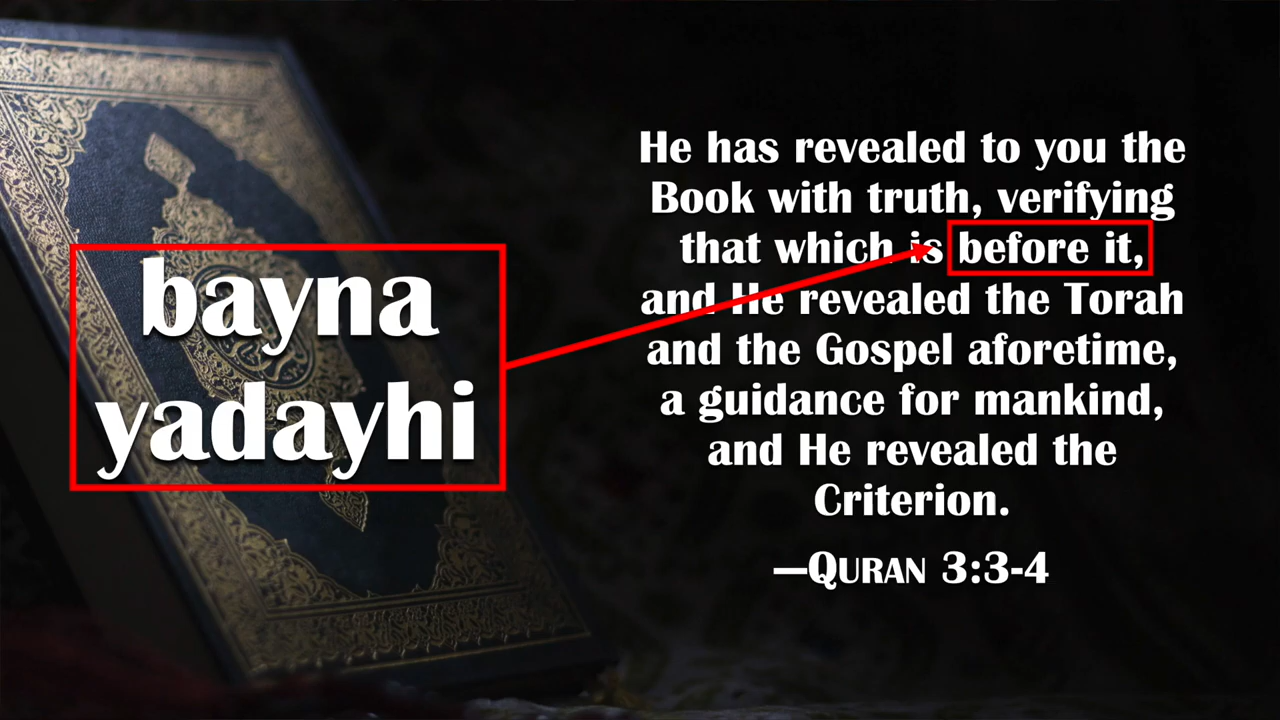 bayna
yadayhi
He has revealed to you the
Book with truth, verifying
that which is before it,
and He revealed the Torah
and the Gospel aforetime,
a guidance for mankind,
and He revealed the
Criterion.
—QURAN 3:3-4